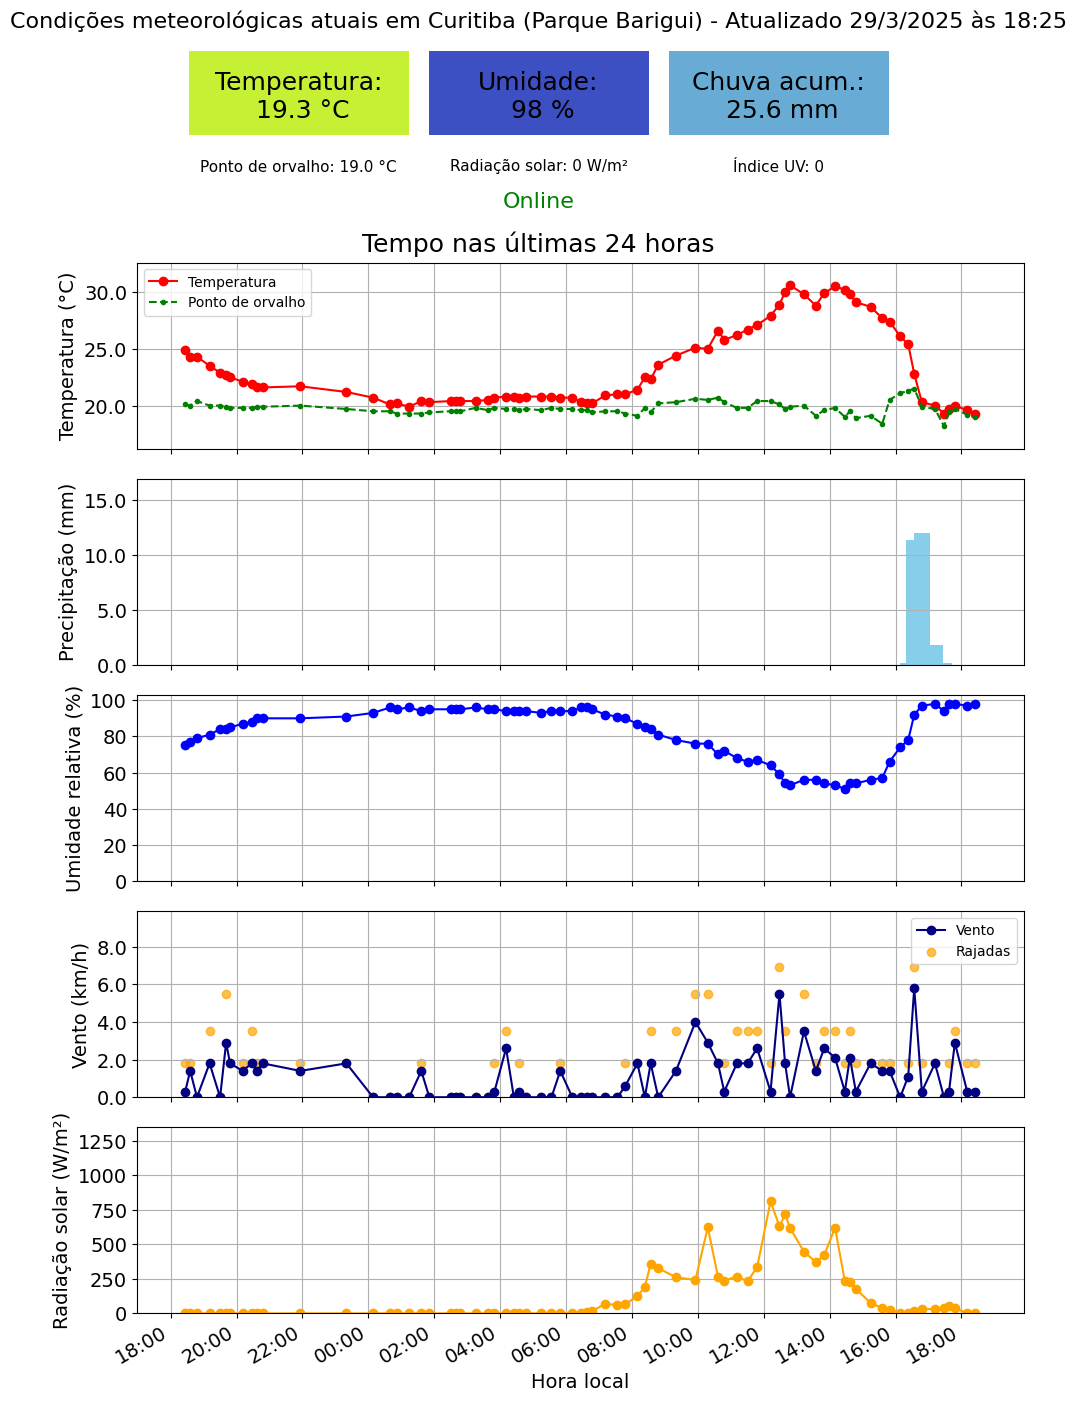 Condições meteorológicas atuais em Curitiba (Parque Barigui) - Atualizado 29/3/2025 às 18:25
Temperatura:
19.3 °C
Umidade:
98 %
Chuva acum.:
25.6 mm
Ponto de orvalho: 19.0 °C
Radiação solar: 0 W/m²
Índice UV: 0
Online
Tempo nas últimas 24 horas
Temperatura (°C)
30.0
25.0
20.0
Temperatura
Ponto de orvalho
Precipitação (mm)
15.0
10.0
5.0
0.0
Umidade relativa (%)
100
80
60
40
20
0
Vento (km/h)
8.0
6.0
4.0
2.0
0.0
Vento
Rajadas
Radiação solar (W/m²)
1250
1000
750
500
250
0
18:00
20:00
22:00
00:00
02:00
04:00
06:00
08:00
10:00
12:00
14:00
16:00
18:00
Hora local